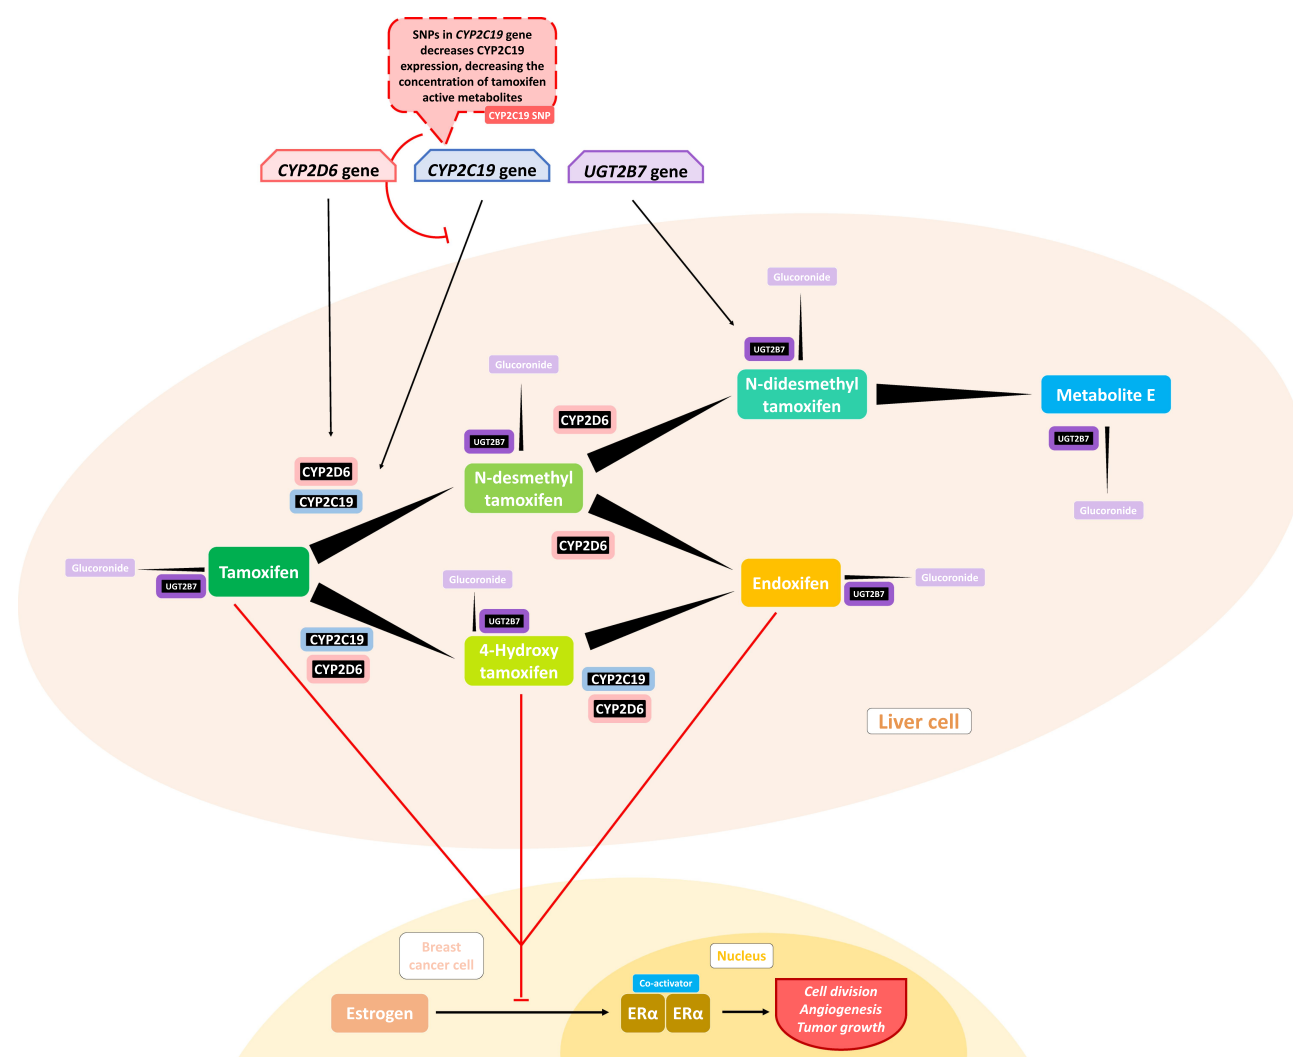 SNPs in CYP2C19 gene
decreases CYP2C19
expression, decreasing the
concentration of tamoxifen
active metabolites
CYP2C19 SNP
CYP2D6 gene
CYP2C19 gene
UGT2B7 gene
Glucoronide
UGT2B7
N-didesmethyl
tamoxifen
Metabolite E
UGT2B7
Glucoronide
Glucoronide
UGT2B7
CYP2D6
N-desmethyl
tamoxifen
CYP2D6
CYP2D6
CYP2C19
Glucoronide
UGT2B7
Tamoxifen
CYP2C19
CYP2D6
Glucoronide
UGT2B7
4-Hydroxy
tamoxifen
CYP2C19
CYP2D6
Endoxifen
Glucoronide
UGT2B7
Liver cell
Breast
cancer cell
Nucleus
Estrogen
Co-activator
ERα ERα
Cell division
Angiogenesis
Tumor growth